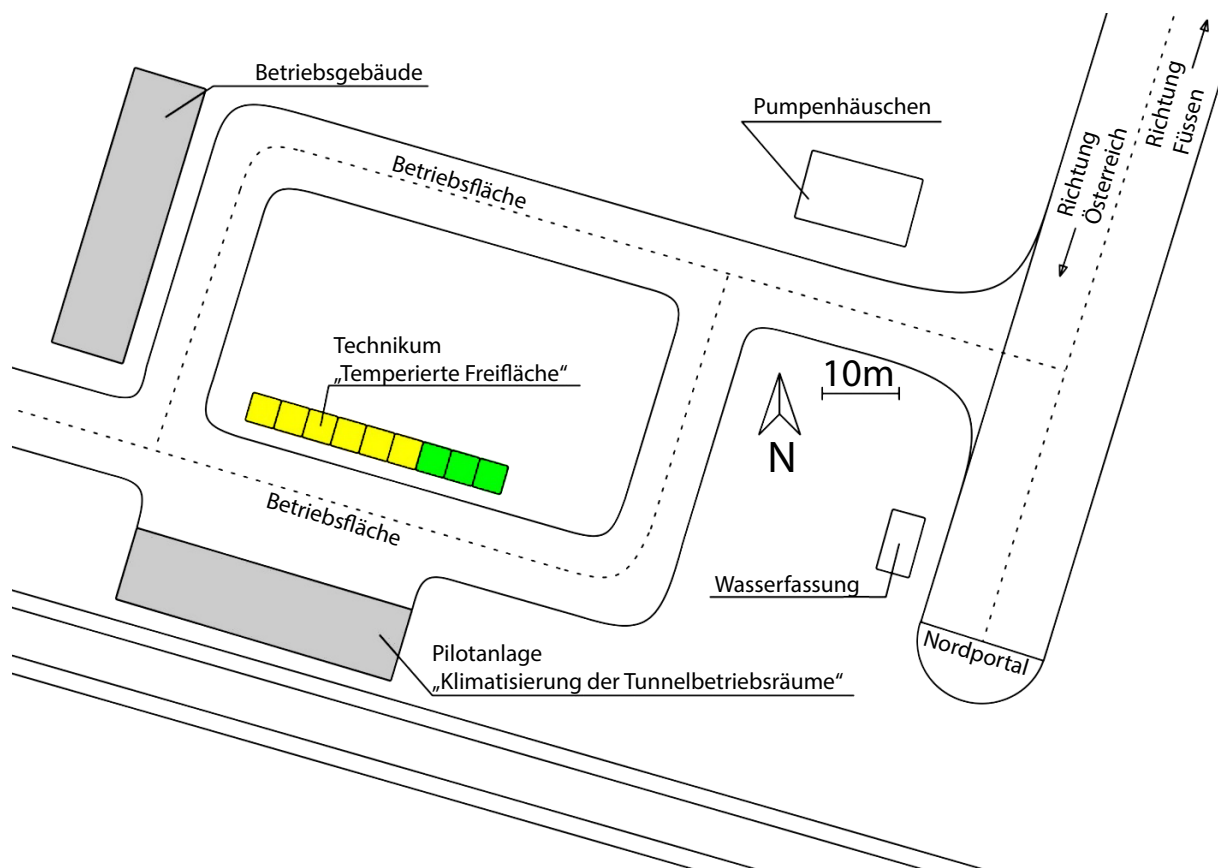 Betriebsgebäude
Pumpenhäuschen
Richtung
Füssen
Richtung
Österreich
Betriebsfläche
Technikum
„Temperierte Freifläche“
10m
N
Betriebsfläche
Wasserfassung
Nordportal
Pilotanlage
„Klimatisierung der Tunnelbetriebsräume“